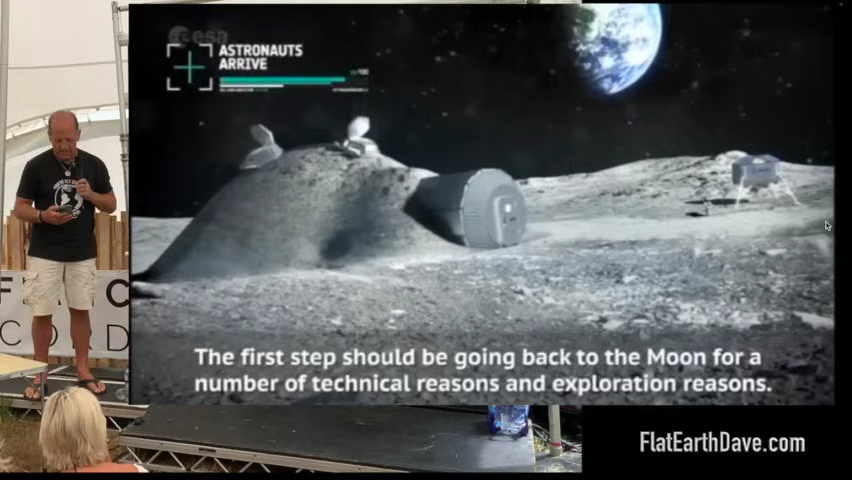 esa
ASTRONAUTS
ARRIVE
The first step should be going back to the Moon for a
number of technical reasons and exploration reasons.
FlatEarthDave.com